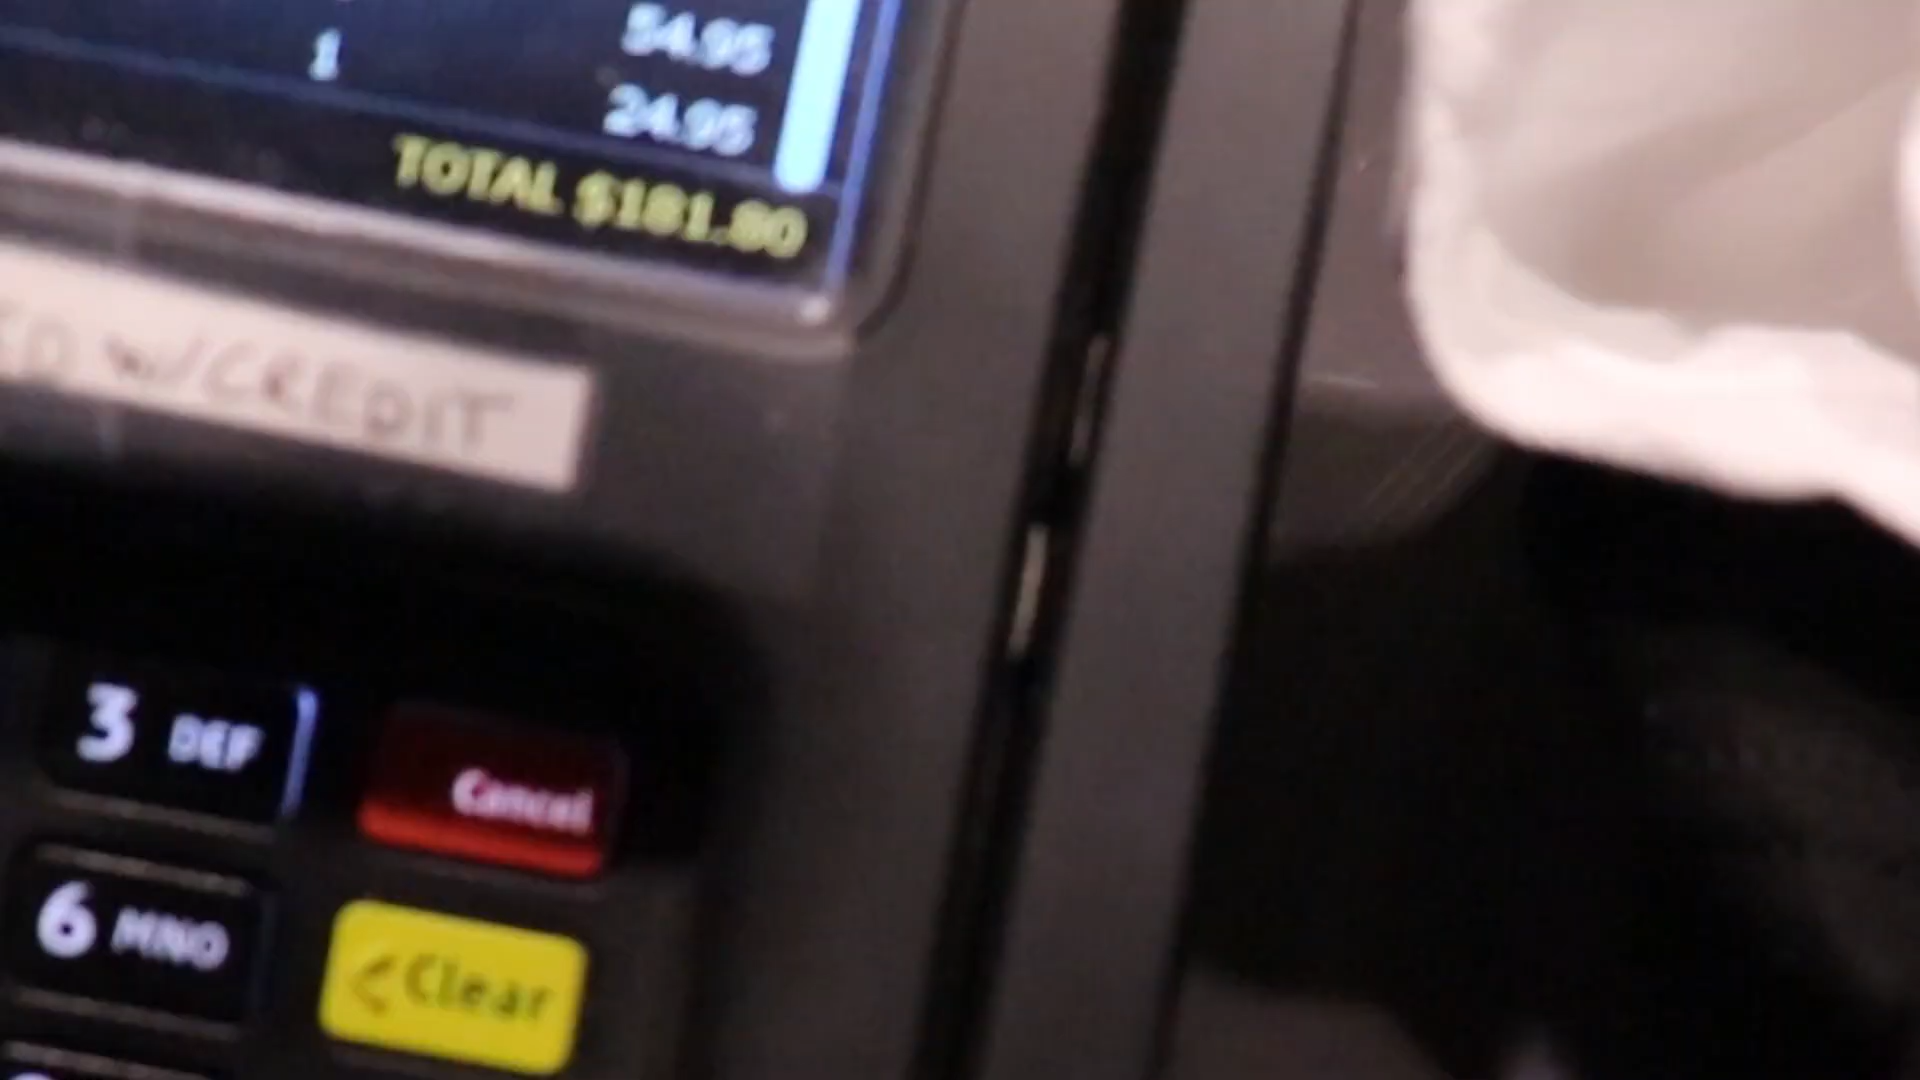 54.95
1 24.95
TOTAL $181.80
W/CREDIT
3 DEF
Cancel
6 MNO
<Clear